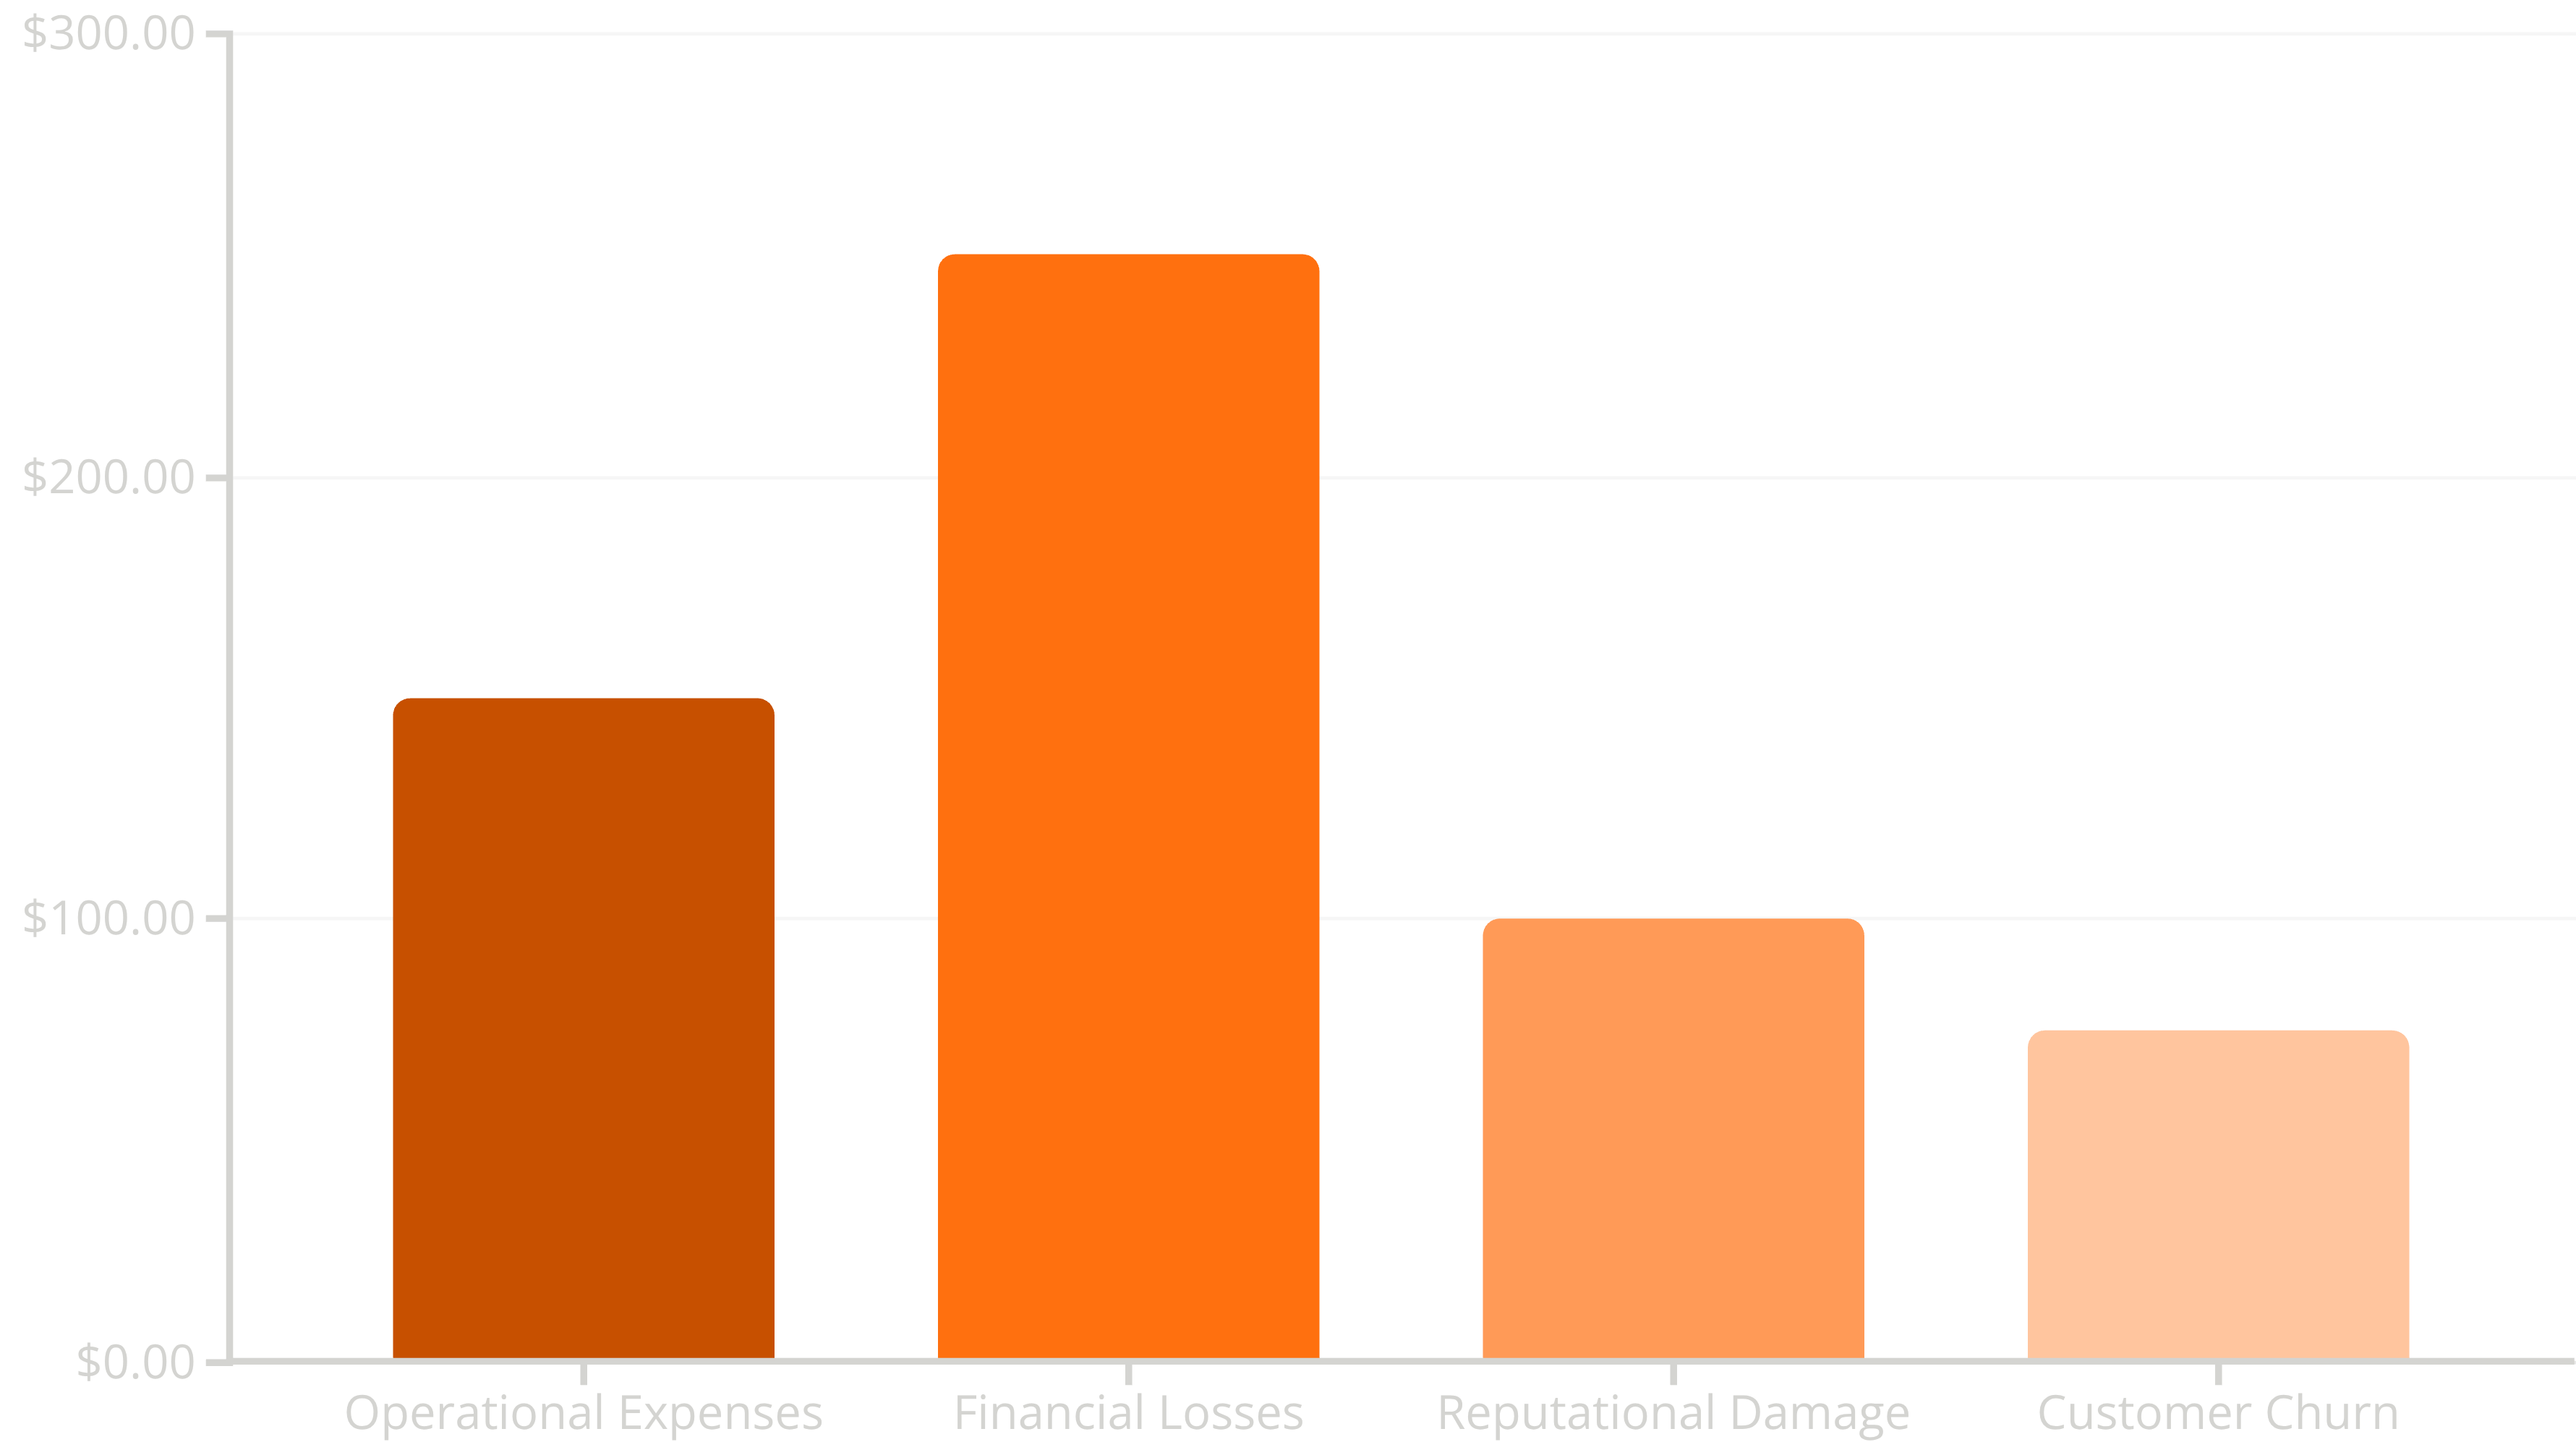 $300.00
$200.00
$100.00
$0.00
Operational Expenses
Financial Losses
Reputational Damage
Customer Churn